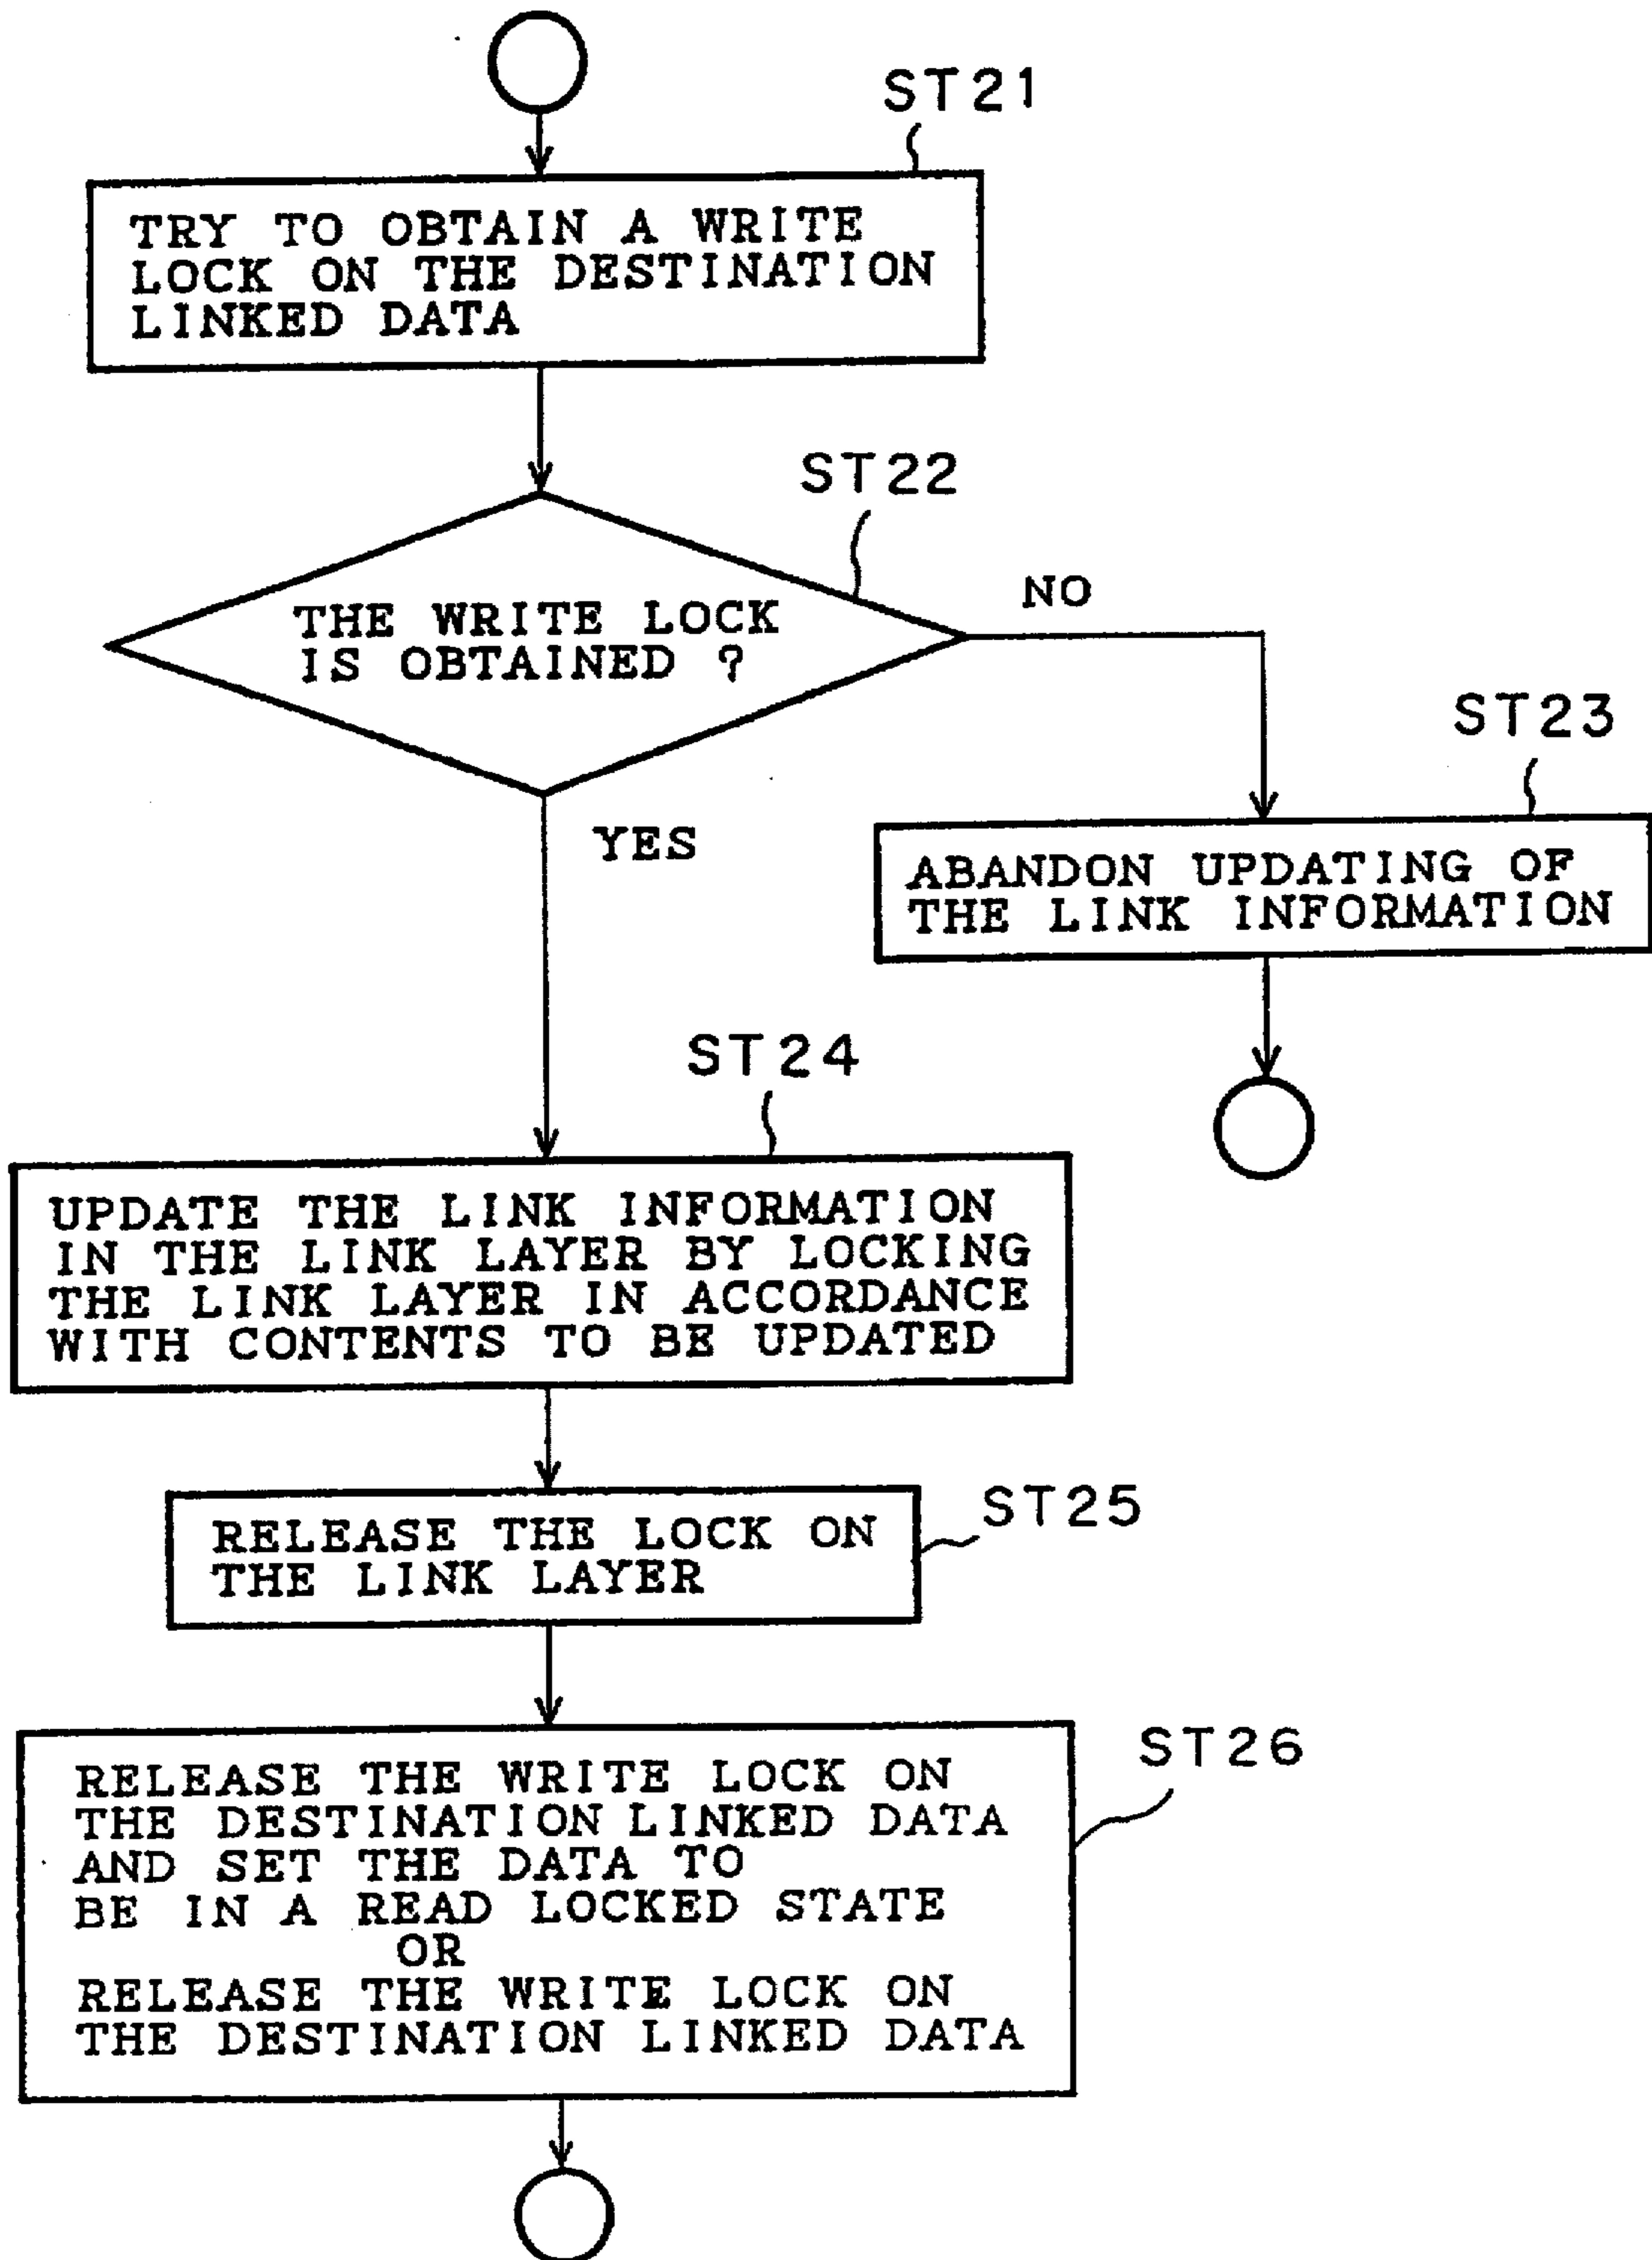 ST21
TRY TO OBTAIN A WRITE
LOCK ON THE DESTINATION
LINKED DATA
ST22
THE WRITE LOCK
IS OBTAINED ?
NO
YES
ST23
ABANDON UPDATING OF
THE LINK INFORMATION
ST24
UPDATE THE LINK INFORMATION
IN THE LINK LAYER BY LOCKING
THE LINK LAYER IN ACCORDANCE
WITH CONTENTS TO BE UPDATED
ST25
RELEASE THE LOCK ON
THE LINK LAYER
ST26
RELEASE THE WRITE LOCK ON
THE DESTINATION LINKED DATA
AND SET THE DATA TO
BE IN A READ LOCKED STATE
OR
RELEASE THE WRITE LOCK ON
THE DESTINATION LINKED DATA